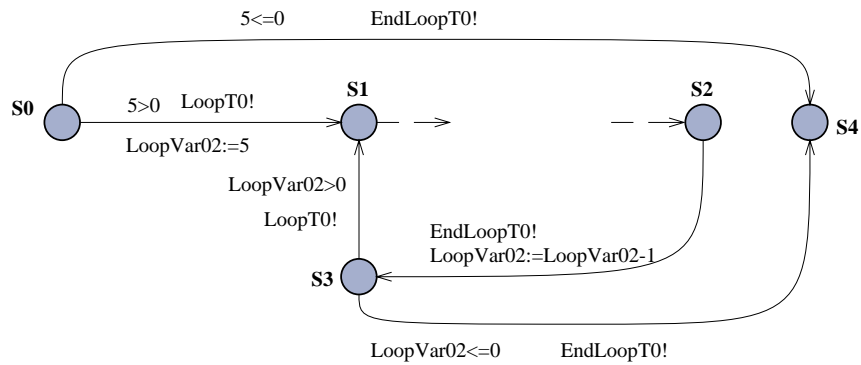 5<=0 EndLoopT0!
S0
5>0 LoopT0!
LoopVar02:=5
S1
S2
S4
LoopVar02>0
LoopT0!
EndLoopT0!
LoopVar02:=LoopVar02-1
S3
LoopVar02<=0 EndLoopT0!